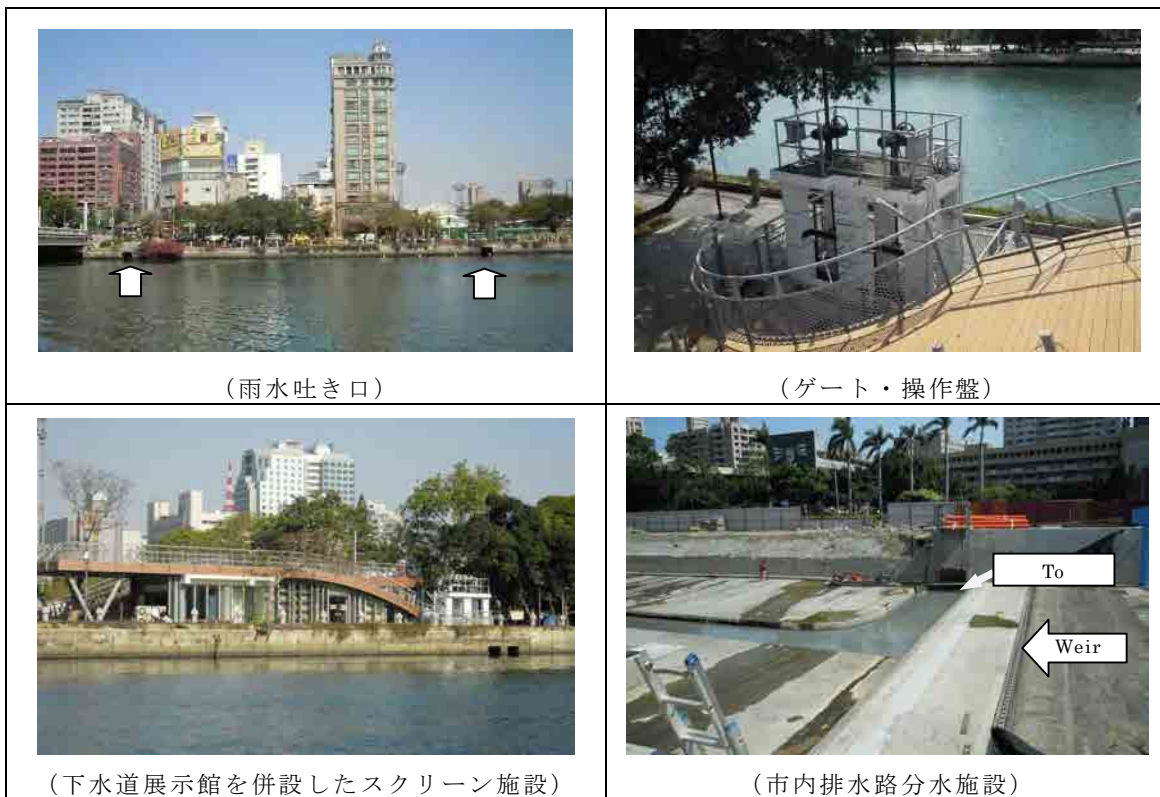 (雨水吐き口)
(ゲート・操作盤)
To
Weir
(下水道展示館を併設したスクリーン施設)
(市内排水路分水施設)